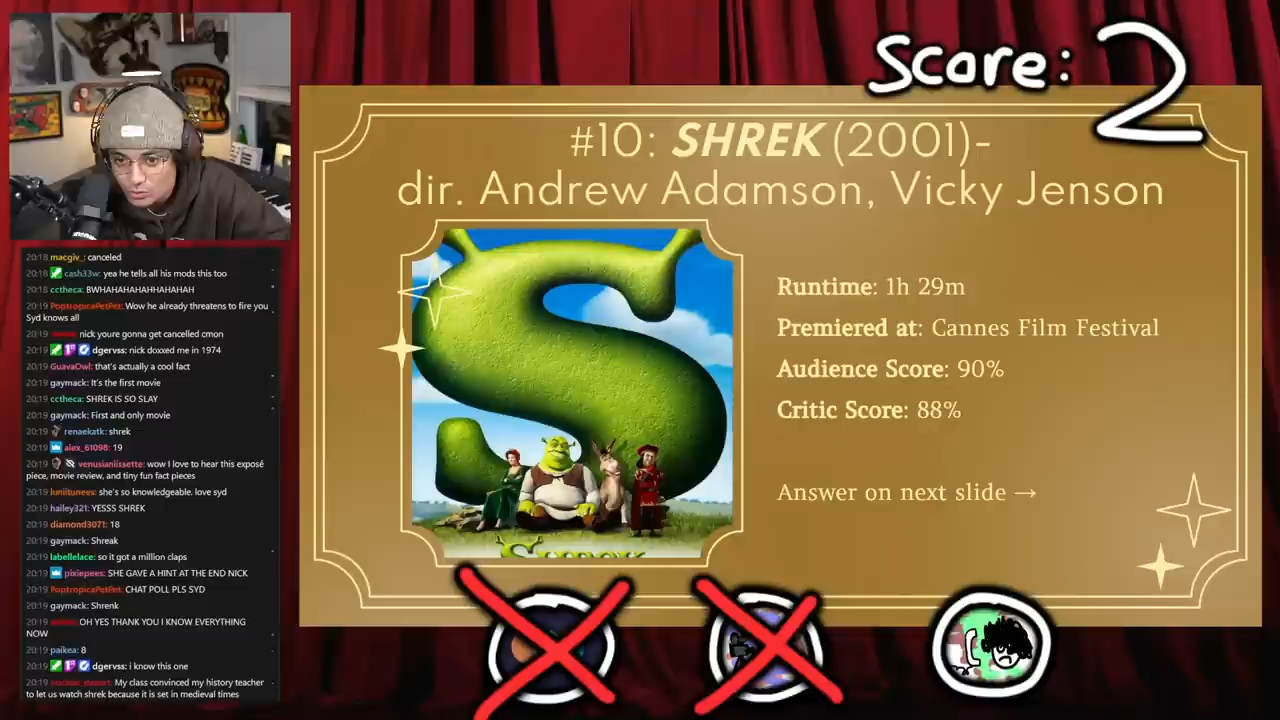 Score: 2
#10: SHREK (2001)-
dir. Andrew Adamson, Vicky Jenson
Runtime: 1h 29m
Premiered at: Cannes Film Festival
Audience Score: 90%
Critic Score: 88%
Answer on next slide →
20:18 macgiv_: canceled
20:18 cash33w: yea he tells all his mods this too
20:18 cctheca: BWHAHAHAHAHHAHAHAH
20:19 PoptropicaPetPet: Wow he already threatens to fire you
Syd knows all
20:19 nick youre gonna get cancelled cmon
20:19 dgervss: nick doxxed me in 1974
20:19 GuavaOwl: that's actually a cool fact
20:19 gaymack: It's the first movie
20:19 cctheca: SHREK IS SO SLAY
20:19 gaymack: First and only movie
20:19 renaekatk: shrek
20:19 alex_61098: 19
20:19 venusianlissette: wow I love to hear this exposé
piece, movie review, and tiny fun fact pieces
20:19 luniitunees: she's so knowledgeable. love syd
20:19 hailey321: YESSS SHREK
20:19 diamond3071: 18
20:19 gaymack: Shreak
20:19 labellelace: so it got a million claps
20:19 pixiepees: SHE GAVE A HINT AT THE END NICK
20:19 PoptropicaPetPet: CHAT POLL PLS SYD
20:19 gaymack: Shrenk
20:19 OH YES THANK YOU I KNOW EVERYTHING
NOW
20:19 paikea: 8
20:19 dgervss: i know this one
20:19 My class convinced my history teacher
to let us watch shrek because it is set in medieval times